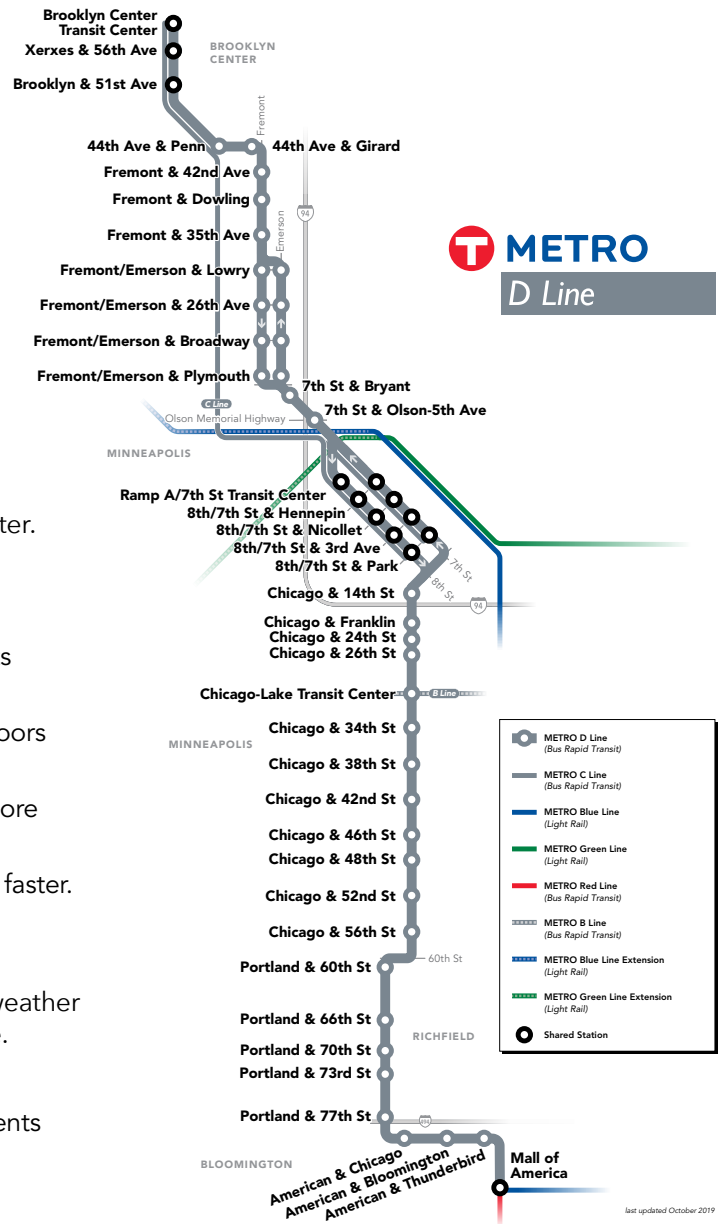 Brooklyn Center
Transit Center
Xerxes & 56th Ave
BROOKLYN
CENTER
Brooklyn & 51st Ave
Fremont
44th Ave & Penn
44th Ave & Girard
Fremont & 42nd Ave
Fremont & Dowling
94
METRO
D Line
Fremont & 35th Ave
Emerson
Fremont/Emerson & Lowry
Fremont/Emerson & 26th Ave
Fremont/Emerson & Broadway
Fremont/Emerson & Plymouth
7th St & Bryant
C Line
7th St & Olson-5th Ave
Olson Memorial Highway
MINNEAPOLIS
Ramp A/7th St Transit Center
8th/7th St & Hennepin
8th/7th St & Nicollet
8th/7th St & 3rd Ave
8th/7th St & Park
7th St
8th St
ter.
Chicago & 14th St
94
Chicago & Franklin
Chicago & 24th St
Chicago & 26th St
s
Chicago-Lake Transit Center
B Line
Chicago & 34th St
oors
MINNEAPOLIS
Chicago & 38th St
Chicago & 42nd St
ore
Chicago & 46th St
Chicago & 48th St
faster.
Chicago & 52nd St
Chicago & 56th St
60th St
Portland & 60th St
weather
.
Portland & 66th St
RICHFIELD
Portland & 70th St
Portland & 73rd St
Portland & 77th St
494
ents
BLOOMINGTON
American & Chicago
American & Bloomington
American & Thunderbird
Mall of
America
METRO D Line
(Bus Rapid Transit)
METRO C Line
(Bus Rapid Transit)
METRO Blue Line
(Light Rail)
METRO Green Line
(Light Rail)
METRO Red Line
(Bus Rapid Transit)
METRO B Line
(Bus Rapid Transit)
METRO Blue Line Extension
(Light Rail)
METRO Green Line Extension
(Light Rail)
Shared Station
last updated October 2019